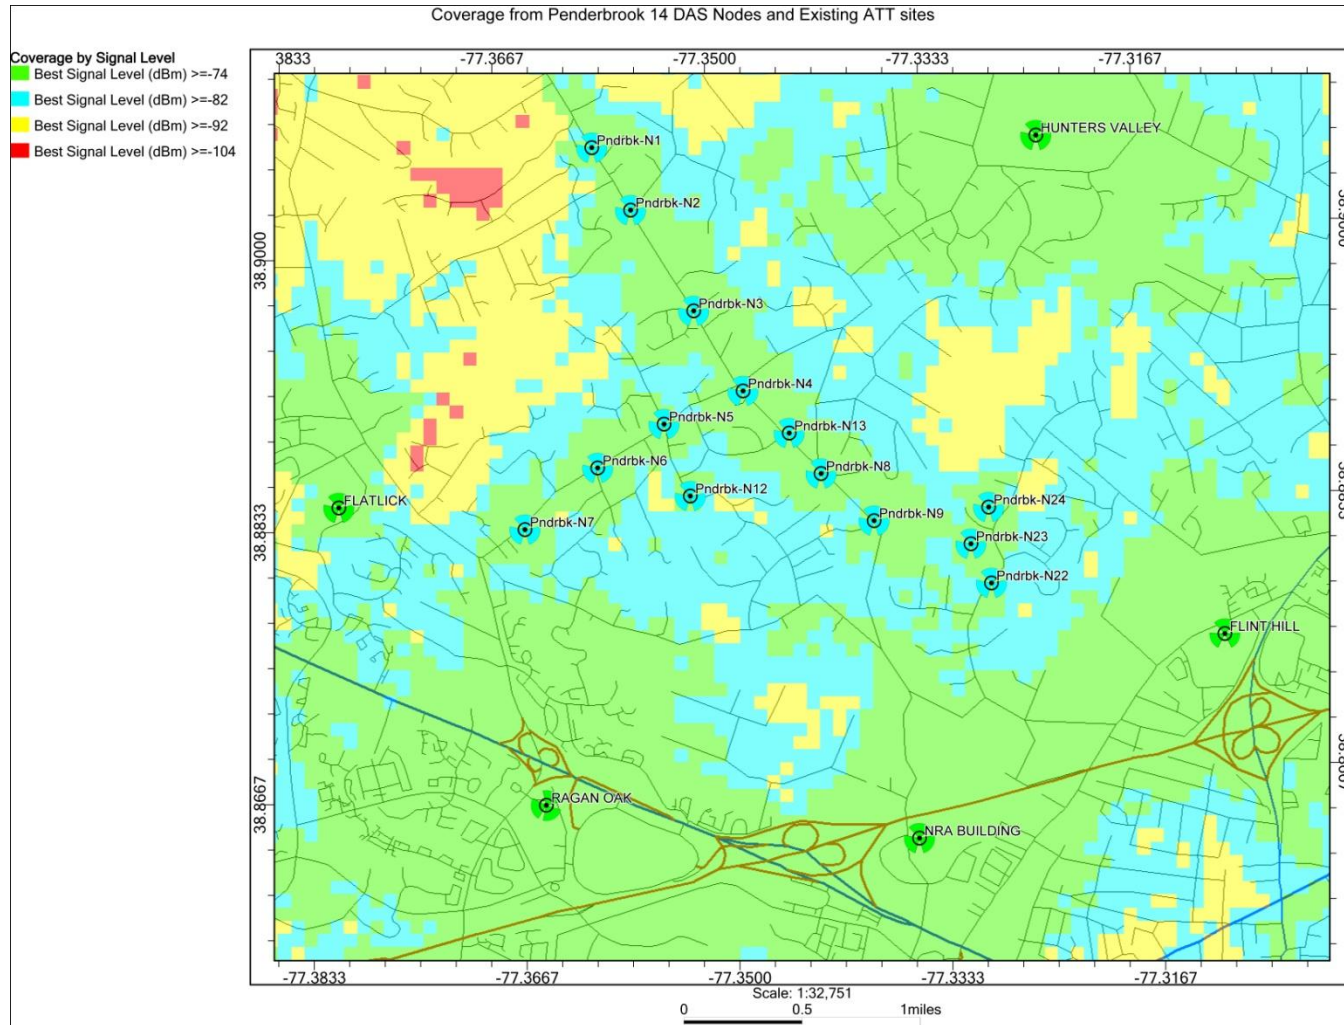 Coverage from Penderbrook 14 DAS Nodes and Existing ATT sites
Coverage by Signal Level
Best Signal Level (dBm) >=-74
Best Signal Level (dBm) >=-82
Best Signal Level (dBm) >=-92
Best Signal Level (dBm) >=-104
3833 -77.3667 -77.3500 -77.3333 -77.3167
HUNTERS VALLEY
Pndrbk-N1
Pndrbk-N2
38.9000
Pndrbk-N3
Pndrbk-N4
Pndrbk-N5
Pndrbk-N13
Pndrbk-N6
Pndrbk-N8
Pndrbk-N12
FLATLICK
Pndrbk-N24
Pndrbk-N9
Pndrbk-N7
38.8833
Pndrbk-N23
Pndrbk-N22
FLINT HILL
RAGAN OAK
38.8667
NRA BUILDING
-77.3833 -77.3667 -77.3500 -77.3333 -77.3167
Scale: 1:32,751
0 0.5 1miles